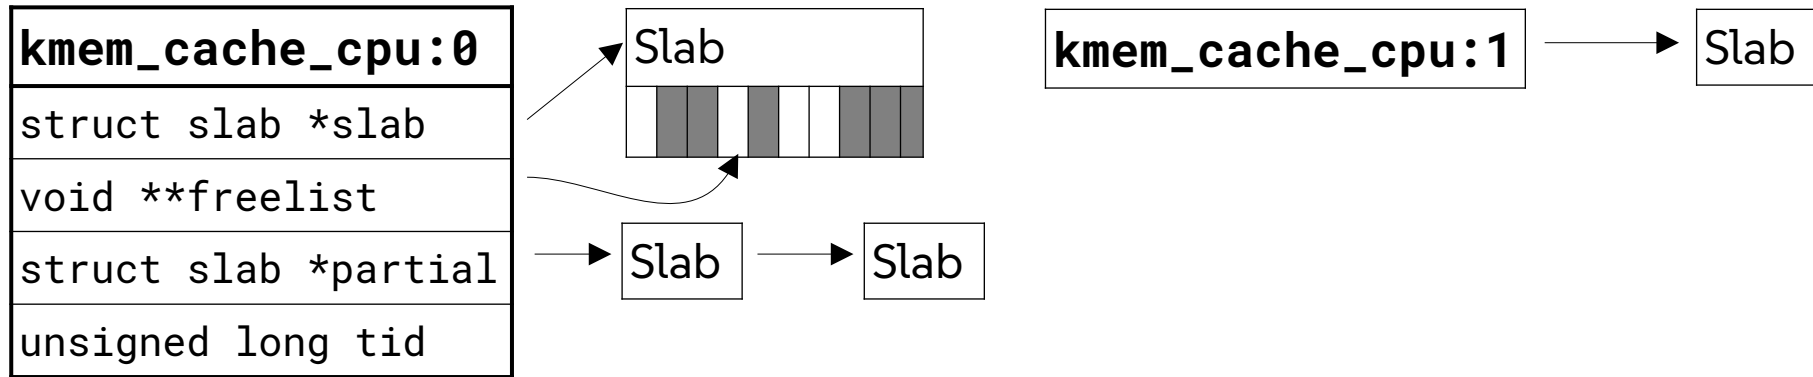 kmem_cache_cpu:0
struct slab *slab
void **freelist
struct slab *partial
unsigned long tid
Slab
Slab
Slab
kmem_cache_cpu:1
Slab